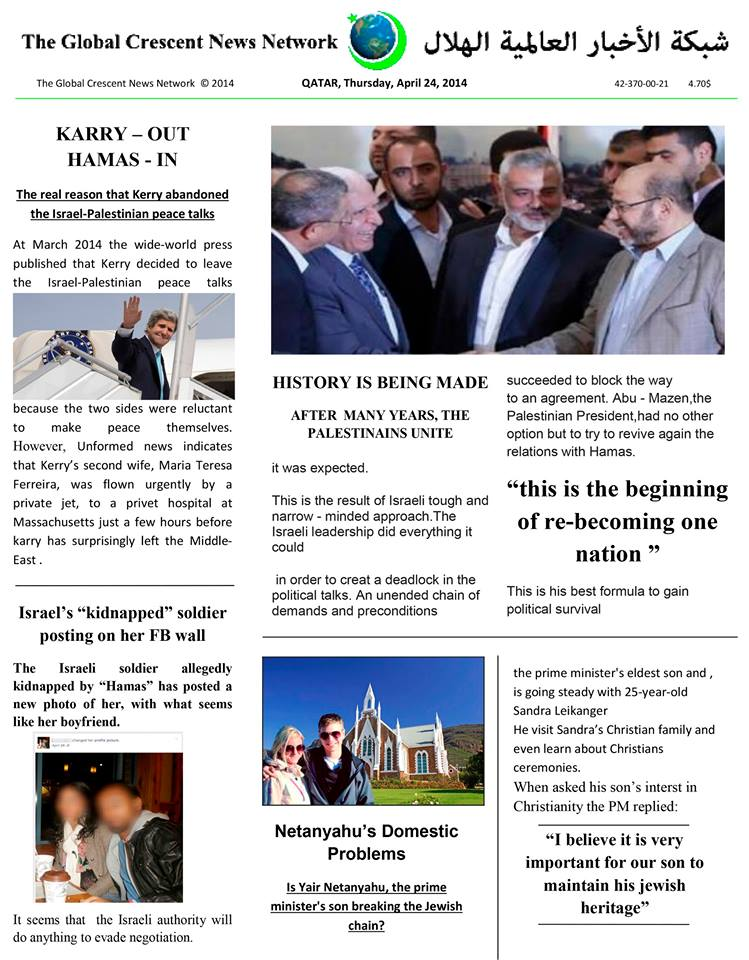 The Global Crescent News Network
شبكة الأخبار العالمية الهلال
The Global Crescent News Network © 2014
QATAR, Thursday, April 24, 2014
42-370-00-21
4.70$
KARRY – OUT
HAMAS - IN
The real reason that Kerry abandoned
the Israel-Palestinian peace talks
At March 2014 the wide-world press
published that Kerry decided to leave
the Israel-Palestinian peace talks
because the two sides were reluctant
to make peace themselves.
However, Unformed news indicates
that Kerry’s second wife, Maria Teresa
Ferreira, was flown urgently by a
private jet, to a privet hospital at
Massachusetts just a few hours before
karry has surprisingly left the Middle-
East .
Israel’s “kidnapped” soldier
posting on her FB wall
The Israeli soldier allegedly
kidnapped by “Hamas” has posted a
new photo of her, with what seems
like her boyfriend.
changed her profile picture.
It seems that the Israeli authority will
do anything to evade negotiation.
HISTORY IS BEING MADE
AFTER MANY YEARS, THE
PALESTINAINS UNITE
it was expected.
This is the result of Israeli tough and
narrow - minded approach.The
Israeli leadership did everything it
could
in order to creat a deadlock in the
political talks. An unended chain of
demands and preconditions
succeeded to block the way
to an agreement. Abu - Mazen,the
Palestinian President,had no other
option but to try to revive again the
relations with Hamas.
“this is the beginning
of re-becoming one
nation ”
This is his best formula to gain
political survival
Netanyahu’s Domestic
Problems
Is Yair Netanyahu, the prime
minister's son breaking the Jewish
chain?
the prime minister's eldest son and ,
is going steady with 25-year-old
Sandra Leikanger
He visit Sandra’s Christian family and
even learn about Christians
ceremonies.
When asked his son’s interst in
Christianity the PM replied:
“I believe it is very
important for our son to
maintain his jewish
heritage”